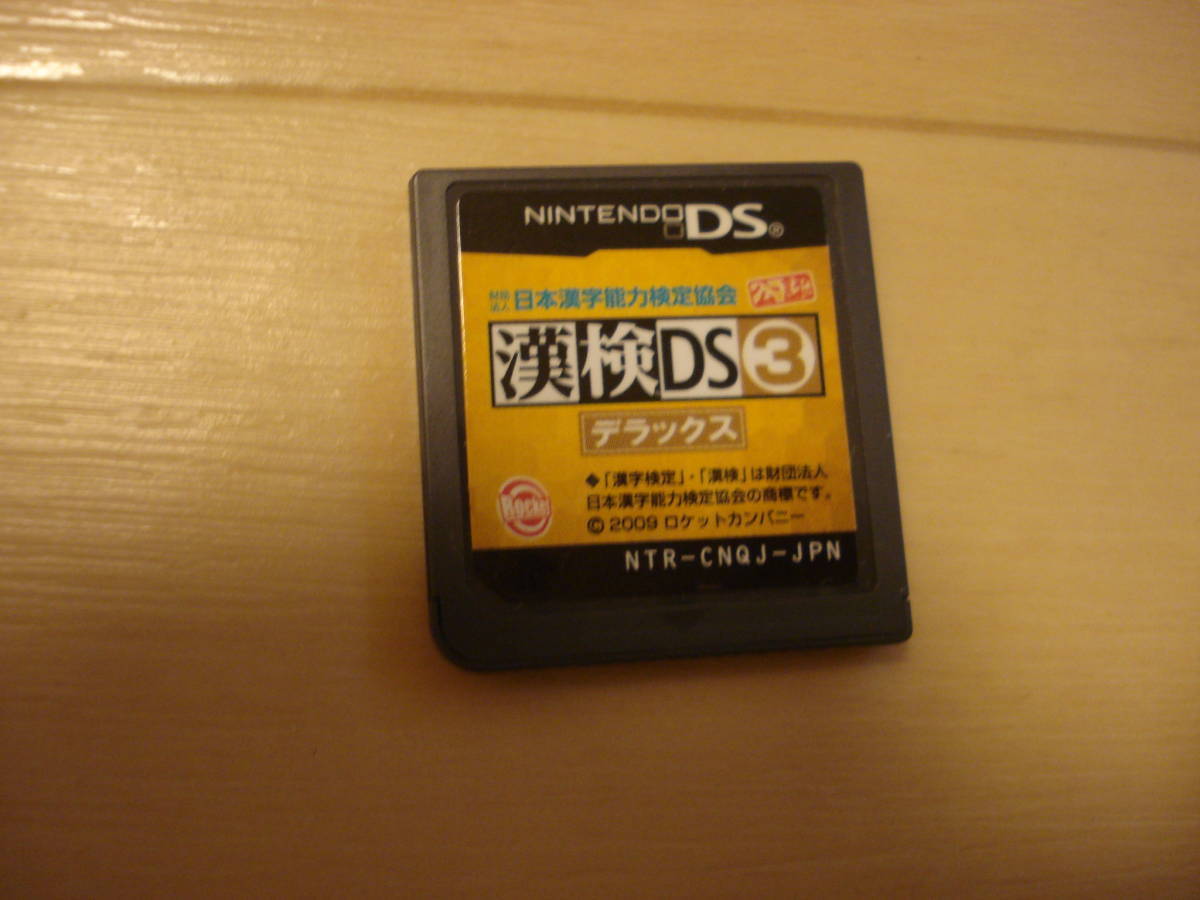 NINTENDO DS®
財団法人 日本漢字能力検定協会
漢検DS3
デラックス
◆「漢字検定」・「漢検」は財団法人
日本漢字能力検定協会の商標です。
© 2009 ロケットカンパニー
Rocket
NTR-CNQJ-JPN